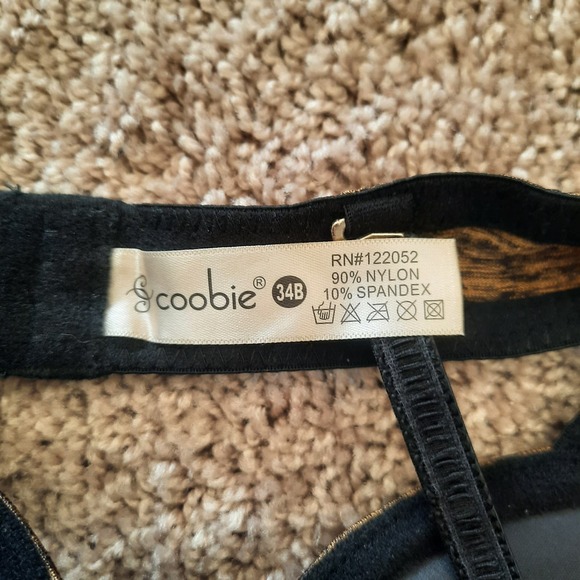 coobie® 34B
RN#122052
90% NYLON
10% SPANDEX